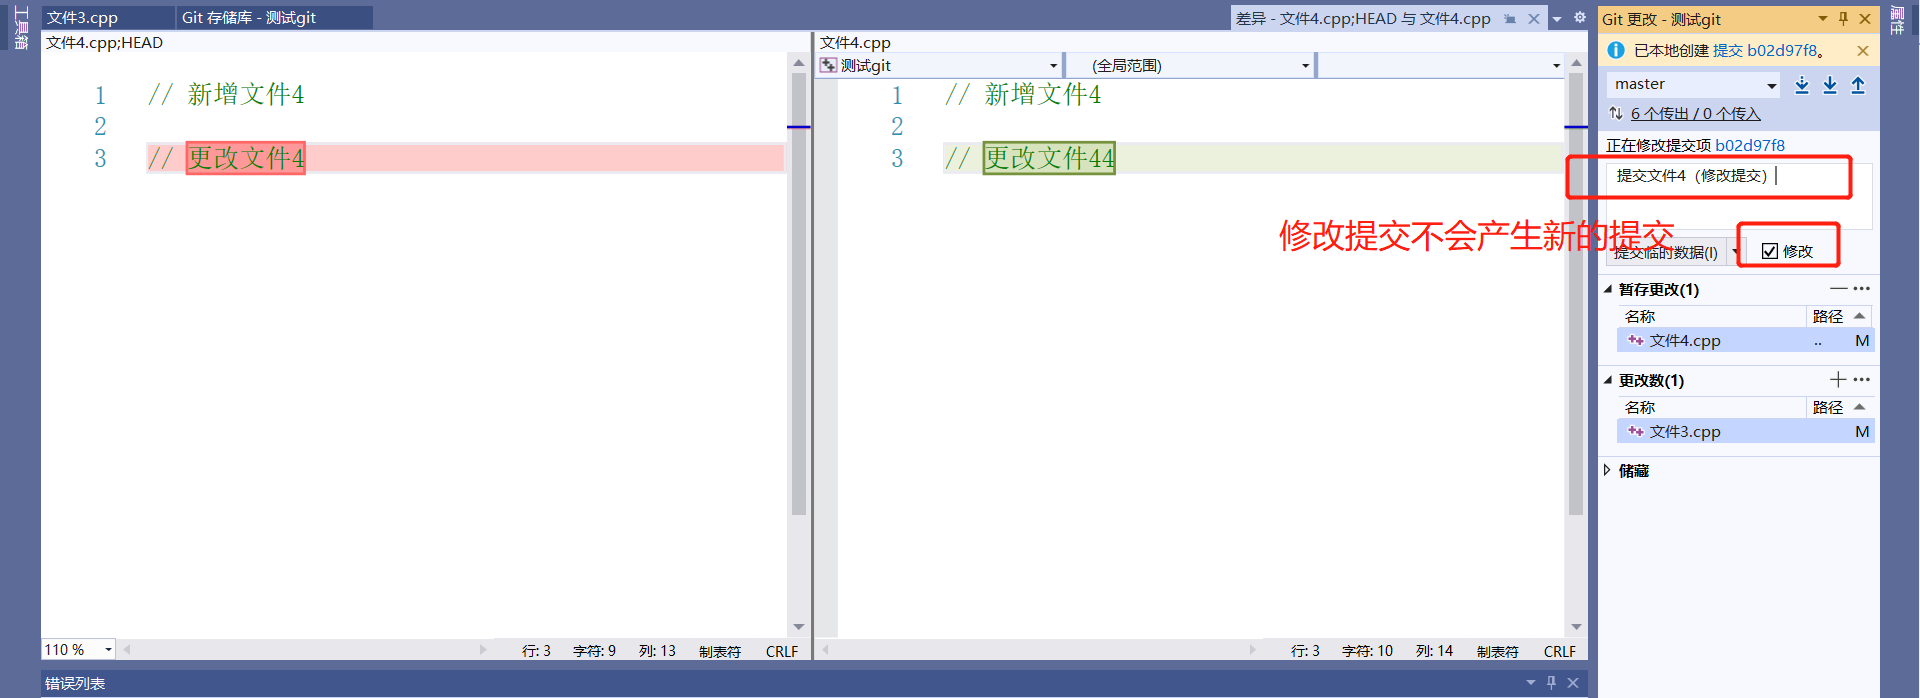 工具箱
文件3.cpp
Git 存储库 - 测试git
差异 - 文件4.cpp;HEAD 与 文件4.cpp
文件4.cpp;HEAD
1 // 新增文件4
2
3 // 更改文件4
110 %
行: 3 字符: 9 列: 13 制表符 CRLF
文件4.cpp
测试git
(全局范围)
1 // 新增文件4
2
3 // 更改文件44
行: 3 字符: 10 列: 14 制表符 CRLF
修改提交不会产生新的提交
错误列表
Git 更改 - 测试git
已本地创建 提交 b02d97f8。
master
6 个传出 / 0 个传入
正在修改提交项 b02d97f8
提交文件4（修改提交）
提交临时数据(I)
修改
暂存更改(1)
名称 路径
文件4.cpp .. M
更改数(1)
名称 路径
文件3.cpp M
储藏
属性